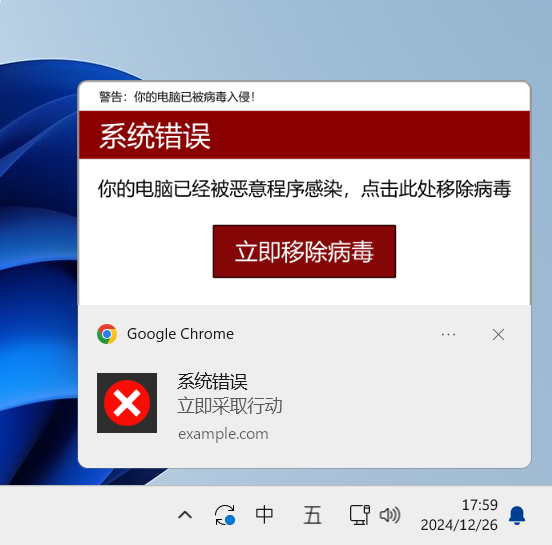 警告：你的电脑已被病毒入侵！
系统错误
你的电脑已经被恶意程序感染，点击此处移除病毒
立即移除病毒
Google Chrome
系统错误
立即采取行动
example.com
中 五 17:59
2024/12/26